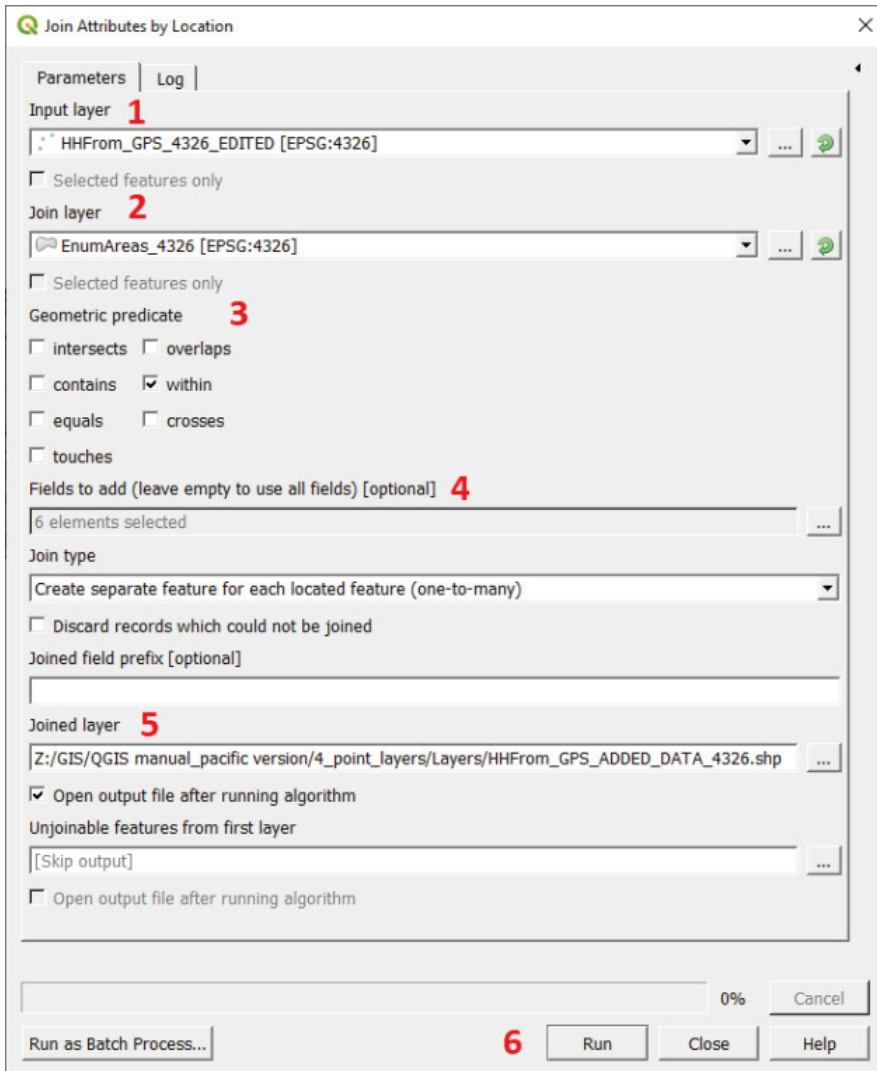 Join Attributes by Location
Parameters Log
Input layer 1
HHFrom_GPS_4326_EDITED [EPSG:4326] ...
Selected features only
Join layer 2
EnumAreas_4326 [EPSG:4326] ...
Selected features only
Geometric predicate 3
intersects overlaps
contains within
equals crosses
touches
Fields to add (leave empty to use all fields) [optional] 4
6 elements selected ...
Join type
Create separate feature for each located feature (one-to-many)
Discard records which could not be joined
Joined field prefix [optional]
Joined layer 5
Z:/GIS/QGIS manual_pacific version/4_point_layers/Layers/HHFrom_GPS_ADDED_DATA_4326.shp ...
Open output file after running algorithm
Unjoinable features from first layer
[Skip output] ...
Open output file after running algorithm
0% Cancel
Run as Batch Process... 6 Run Close Help